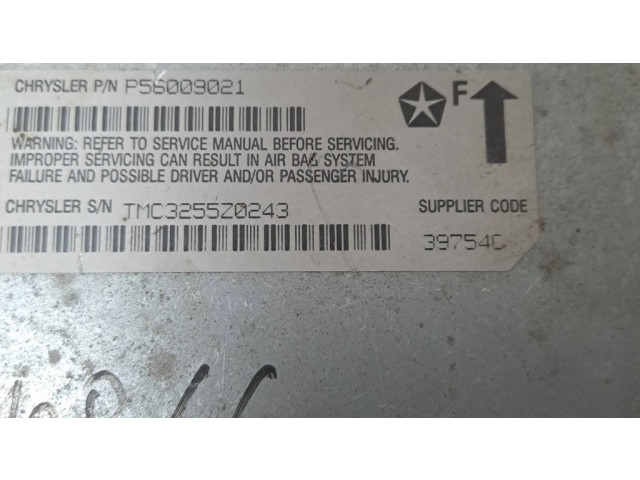 CHRYSLER P/N P56009021
F
WARNING: REFER TO SERVICE MANUAL BEFORE SERVICING.
IMPROPER SERVICING CAN RESULT IN AIR BAG SYSTEM
FAILURE AND POSSIBLE DRIVER AND/OR PASSENGER INJURY.
CHRYSLER S/N TMC3255Z0243
SUPPLIER CODE
39754C